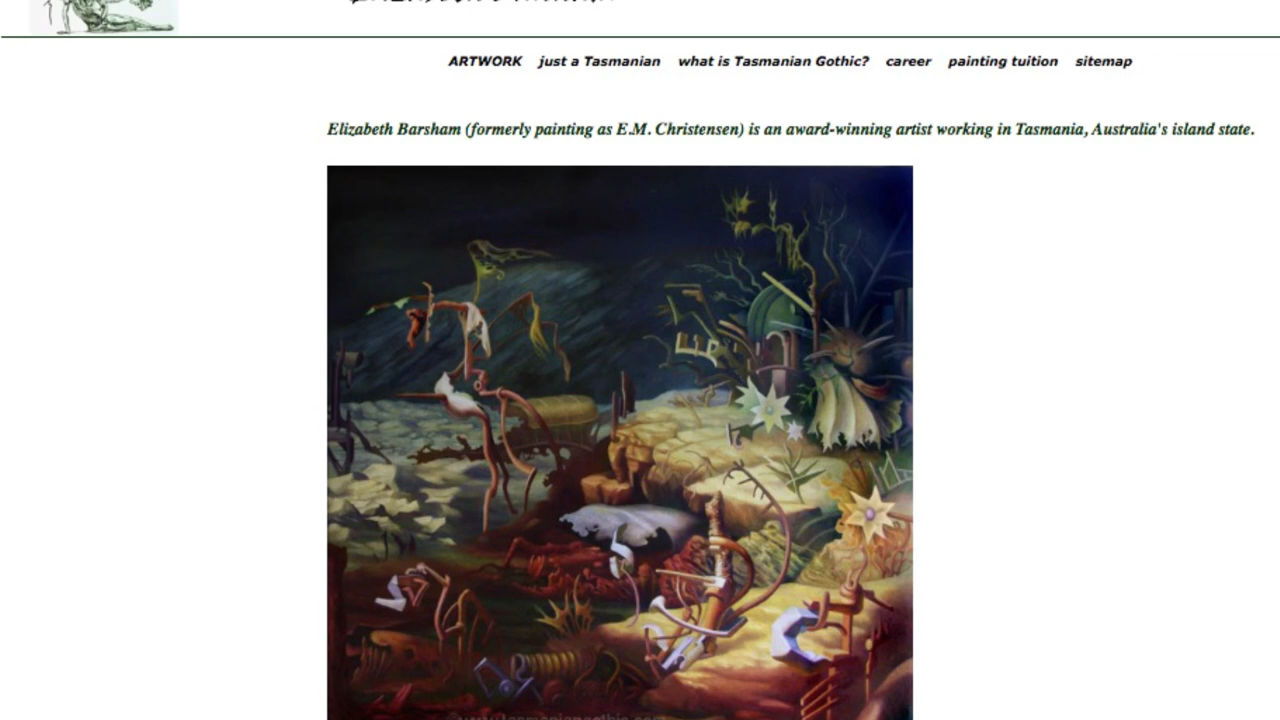 ARTWORK just a Tasmanian what is Tasmanian Gothic? career painting tuition sitemap
Elizabeth Barsham (formerly painting as E.M. Christensen) is an award-winning artist working in Tasmania, Australia's island state.